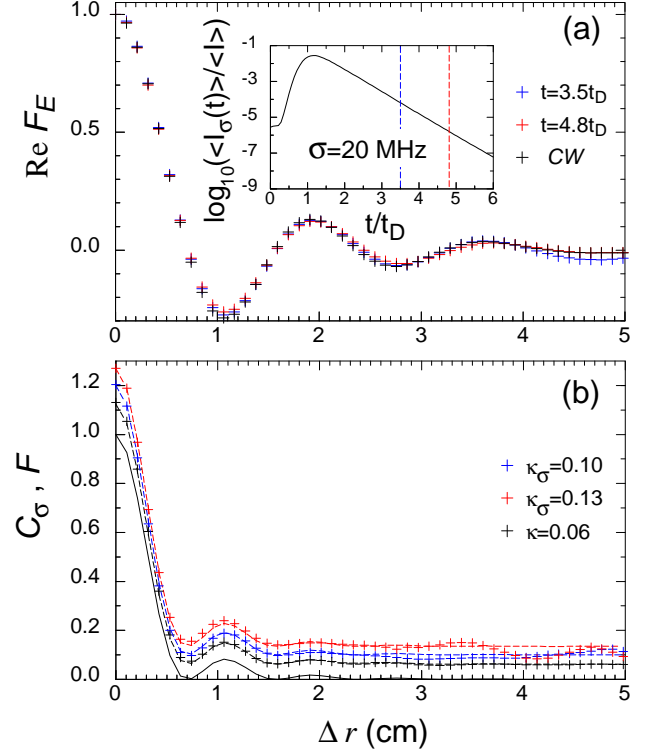 (a)
Re F_E
1.0
0.5
0.0
0 1 2 3 4 5
log10(<I_σ(t)>/<I>)
-1
-3
-5
-7
-9
σ=20 MHz
0 1 2 3 4 5 6
t/t_D
t=3.5t_D
t=4.8t_D
CW
(b)
C_σ , F
1.2
1.0
0.8
0.6
0.4
0.2
0.0
κ_σ=0.10
κ_σ=0.13
κ=0.06
0 1 2 3 4 5
Δ r (cm)